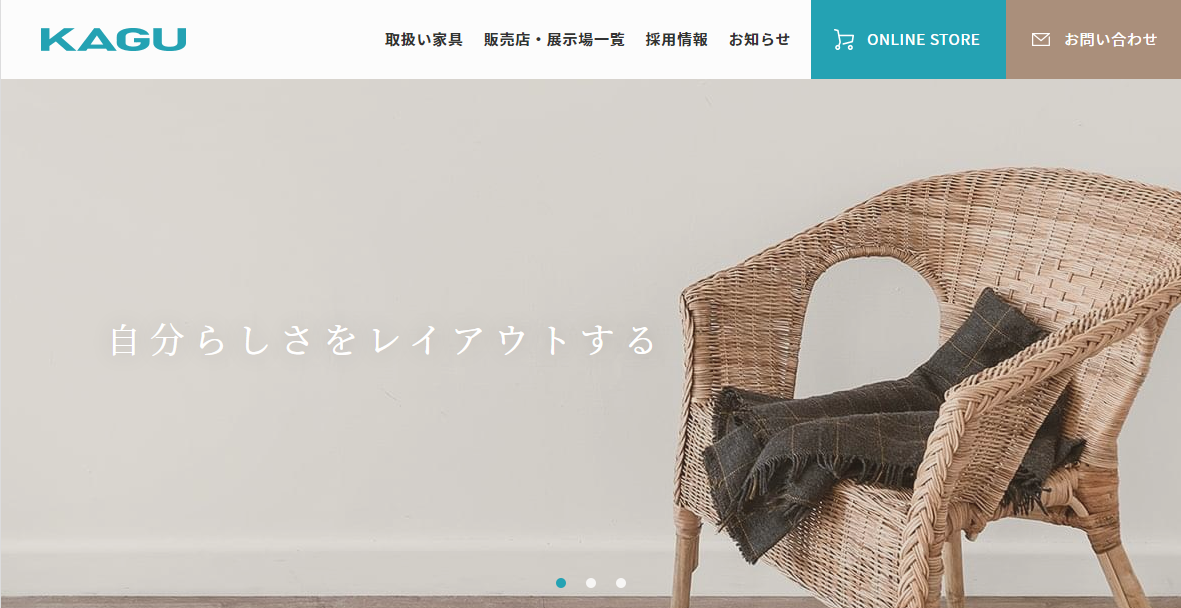 KAGU
取扱い家具
販売店・展示場一覧
採用情報
お知らせ
ONLINE STORE
お問い合わせ
自分らしさをレイアウトする